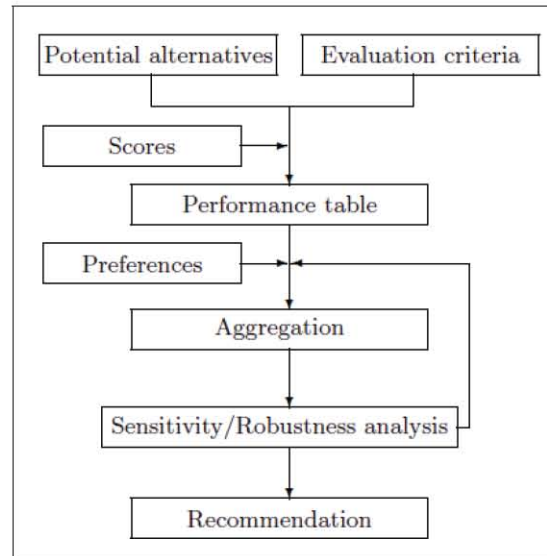 Potential alternatives
Evaluation criteria
Scores
Performance table
Preferences
Aggregation
Sensitivity/Robustness analysis
Recommendation